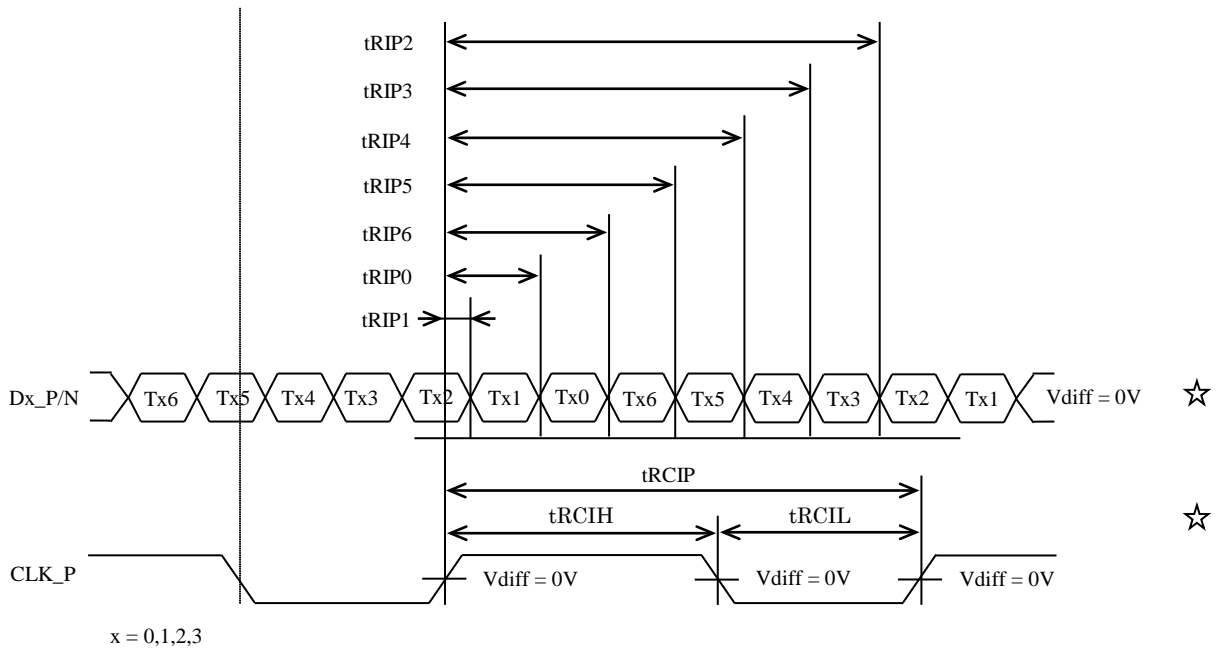 tRIP2
tRIP3
tRIP4
tRIP5
tRIP6
tRIP0
tRIP1
Dx_P/N Tx6 Tx5 Tx4 Tx3 Tx2 Tx1 Tx0 Tx6 Tx5 Tx4 Tx3 Tx2 Tx1 Vdiff = 0V ☆
tRCIP
tRCIH tRCIL ☆
CLK_P Vdiff = 0V Vdiff = 0V Vdiff = 0V
x = 0,1,2,3